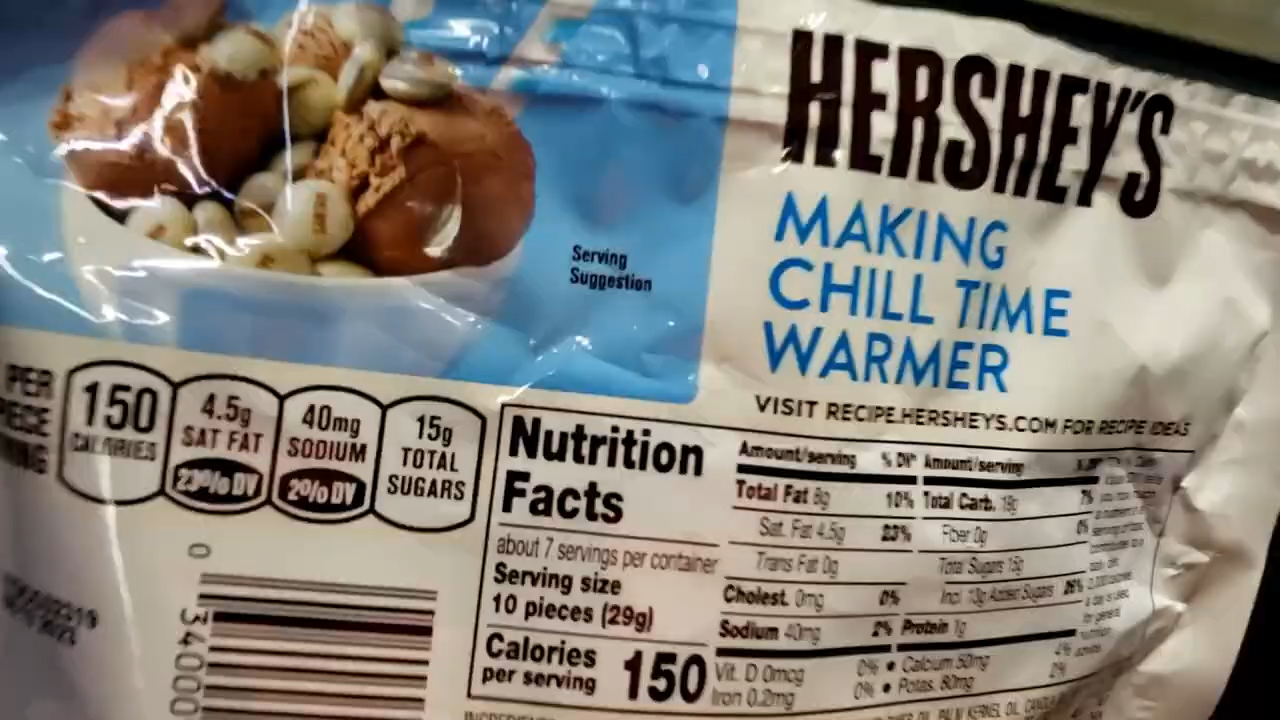 HERSHEY'S
MAKING
CHILL TIME
WARMER
VISIT RECIPE.HERSHEYS.COM FOR RECIPE IDEAS
Serving
Suggestion
PER
150
CALORIES
4.5g
SAT FAT
23% DV
40mg
SODIUM
2% DV
15g
TOTAL
SUGARS
Nutrition
Facts
about 7 servings per container
Serving size
10 pieces (29g)
Calories
per serving
150
Amount/serving % DV*
Total Fat 8g 10%
Sat. Fat 4.5g 23%
Trans Fat 0g
Cholest. 0mg 0%
Sodium 40mg 2%
Amount/serving
Total Carb. 18g 7%
Fiber 0g 0%
Total Sugars 15g
Incl. 13g Added Sugars 26%
Protein 1g
Vit. D 0mcg 0% • Calcium 50mg 4%
Iron 0.2mg 0% • Potas. 80mg 2%
0 34000